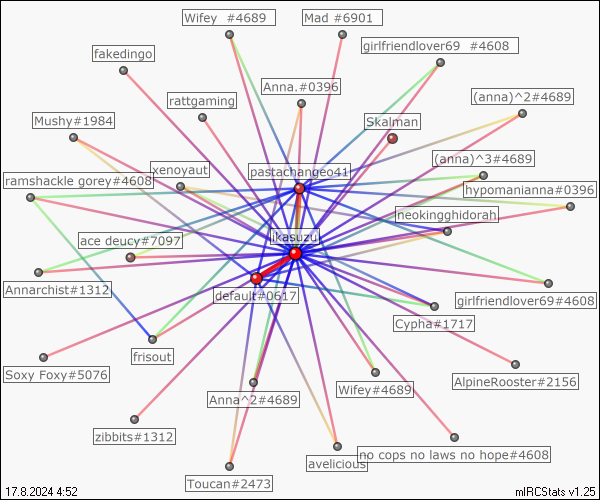 Wifey  #4689
Mad #6901
girlfriendlover69  #4608
fakedingo
Anna.#0396
rattgaming
(anna)^2#4689
Mushy#1984
Skalman
(anna)^3#4689
xenoyaut
pastachangeo41
ramshackle gorey#4608
hypomanianna#0396
neokingghidorah
ikasuzu
ace deucy#7097
Annarchist#1312
default#0617
girlfriendlover69#4608
Cypha#1717
frisout
Soxy Foxy#5076
AlpineRooster#2156
Wifey#4689
Anna^2#4689
zibbits#1312
no cops no laws no hope#4608
avelicious
Toucan#2473
17.8.2024 4:52
mIRCStats v1.25